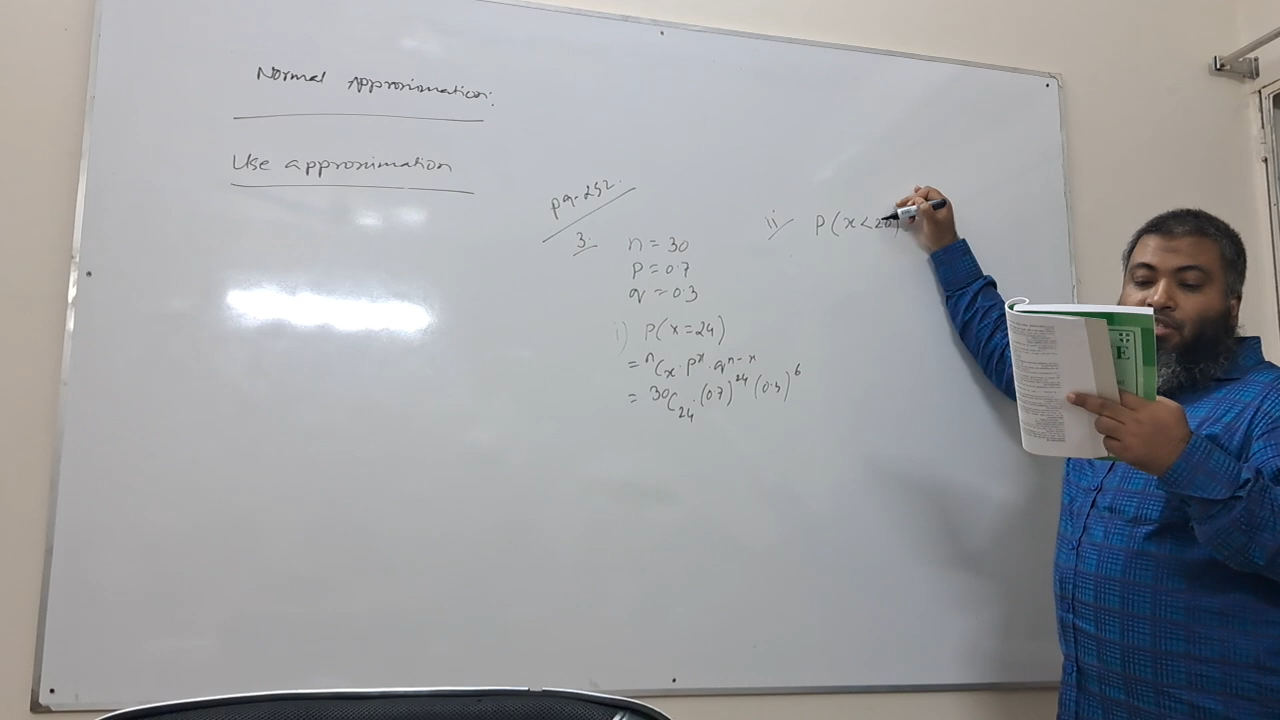 Normal Approximation:
Use approximation
pg-252.
3. n = 30
p = 0.7
q = 0.3
i) P(x = 24)
= ⁿCₓ · pˣ · qⁿ⁻ˣ
= ³⁰C₂₄ · (0.7)²⁴ (0.3)⁶
ii) P(x < 20)
E